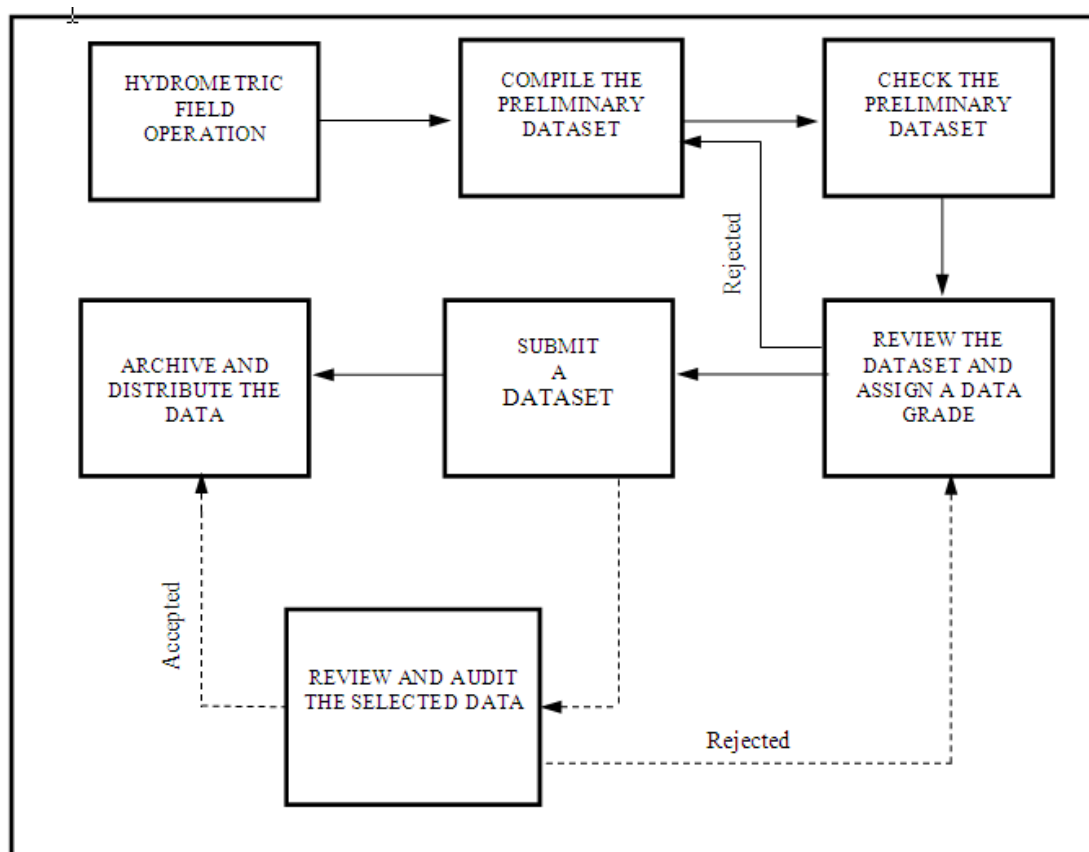 HYDROMETRIC
FIELD
OPERATION
COMPILE THE
PRELIMINARY
DATASET
CHECK THE
PRELIMINARY
DATASET
Rejected
ARCHIVE AND
DISTRIBUTE THE
DATA
SUBMIT
A
DATASET
REVIEW THE
DATASET AND
ASSIGN A DATA
GRADE
Accepted
REVIEW AND AUDIT
THE SELECTED DATA
Rejected